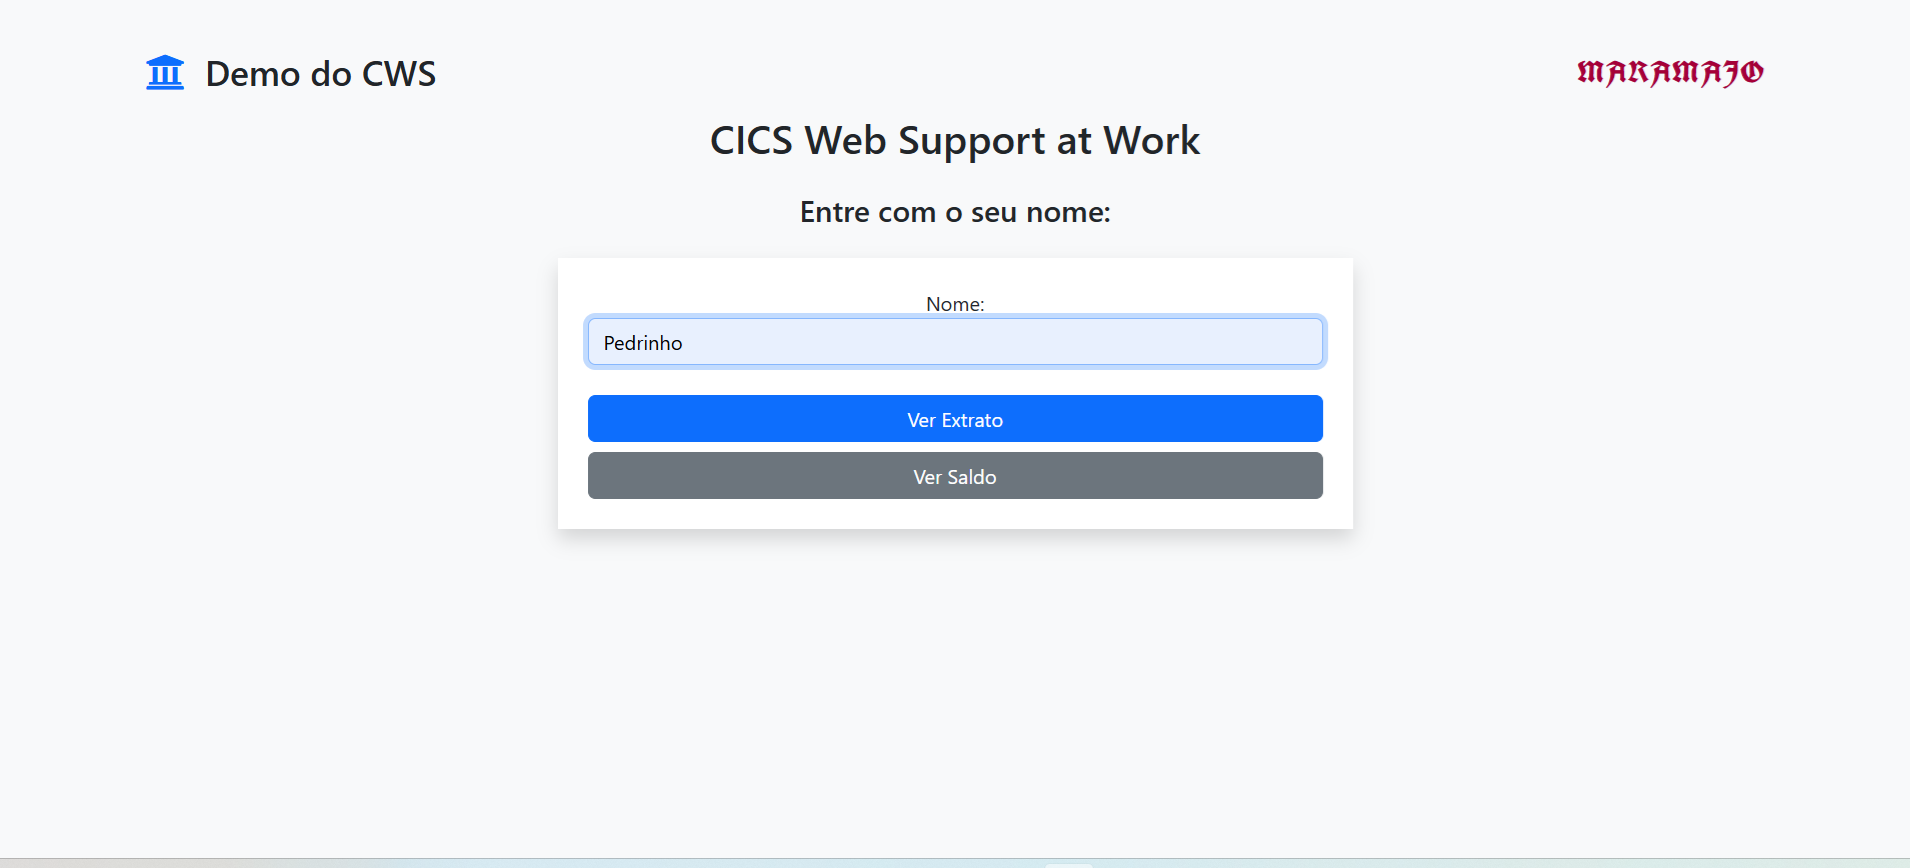 Demo do CWS
MARAMAJO
CICS Web Support at Work
Entre com o seu nome:
Nome:
Pedrinho
Ver Extrato
Ver Saldo